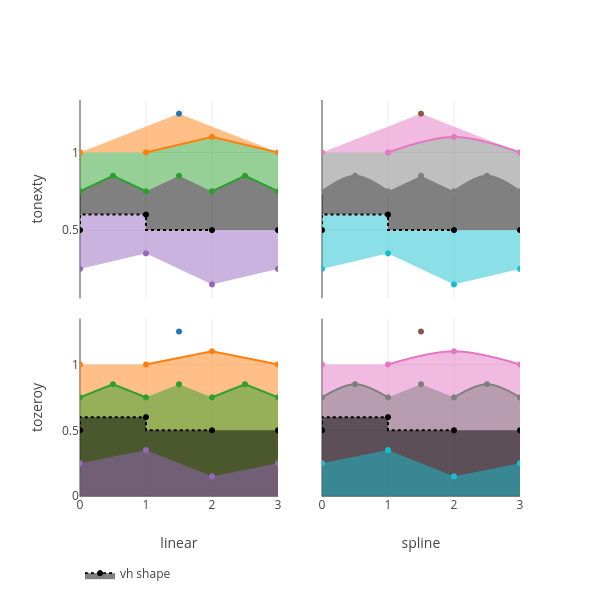 tonexty
1
0.5
tozeroy
1
0.5
0
0 1 2 3
0 1 2 3
linear
spline
vh shape